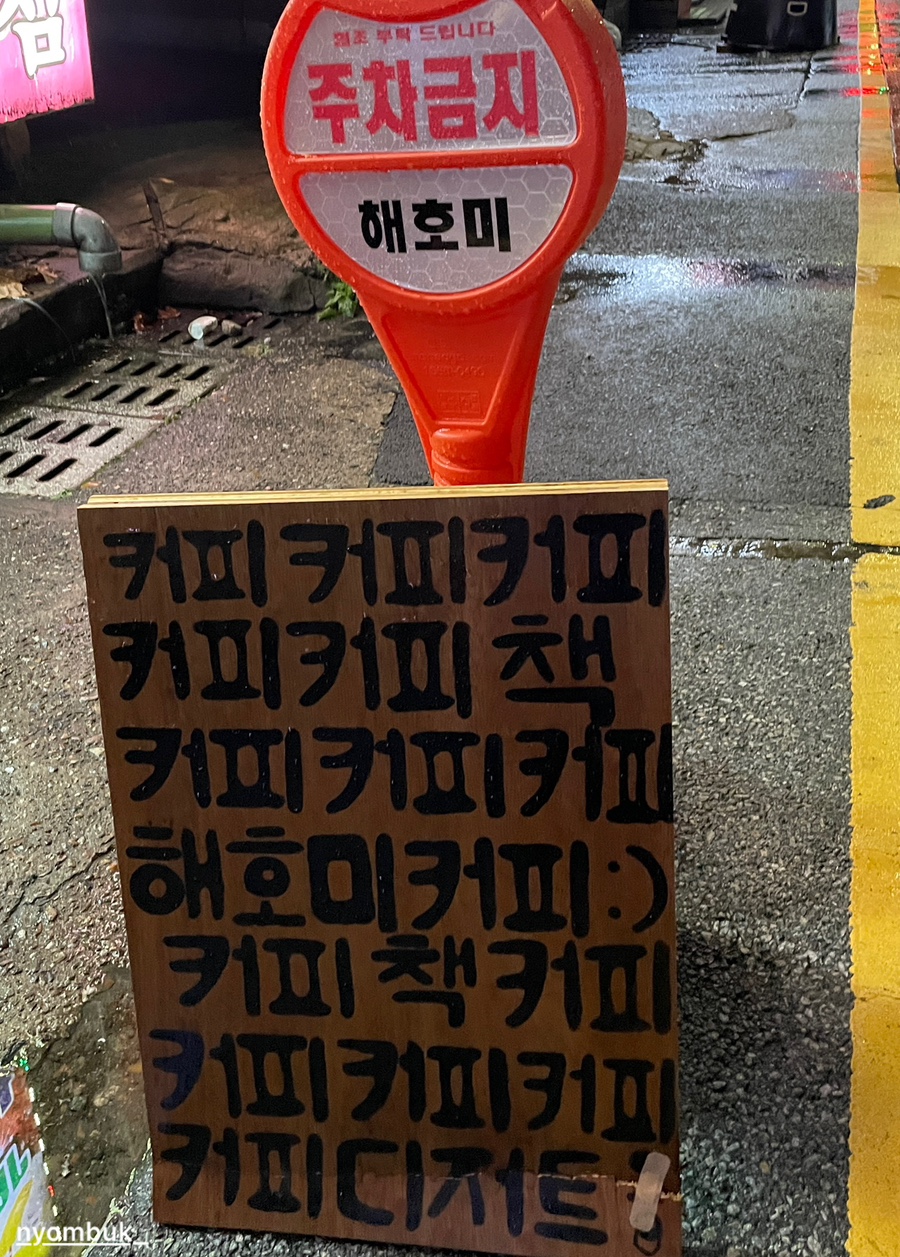 협조 부탁 드립니다
주차금지
해호미
커피 커피 커피
커피 커피 책
커피 커피 커피
해호미 커피 :)
커피 책 커피
커피 커피 커피
커피 디저트
nyambuk_